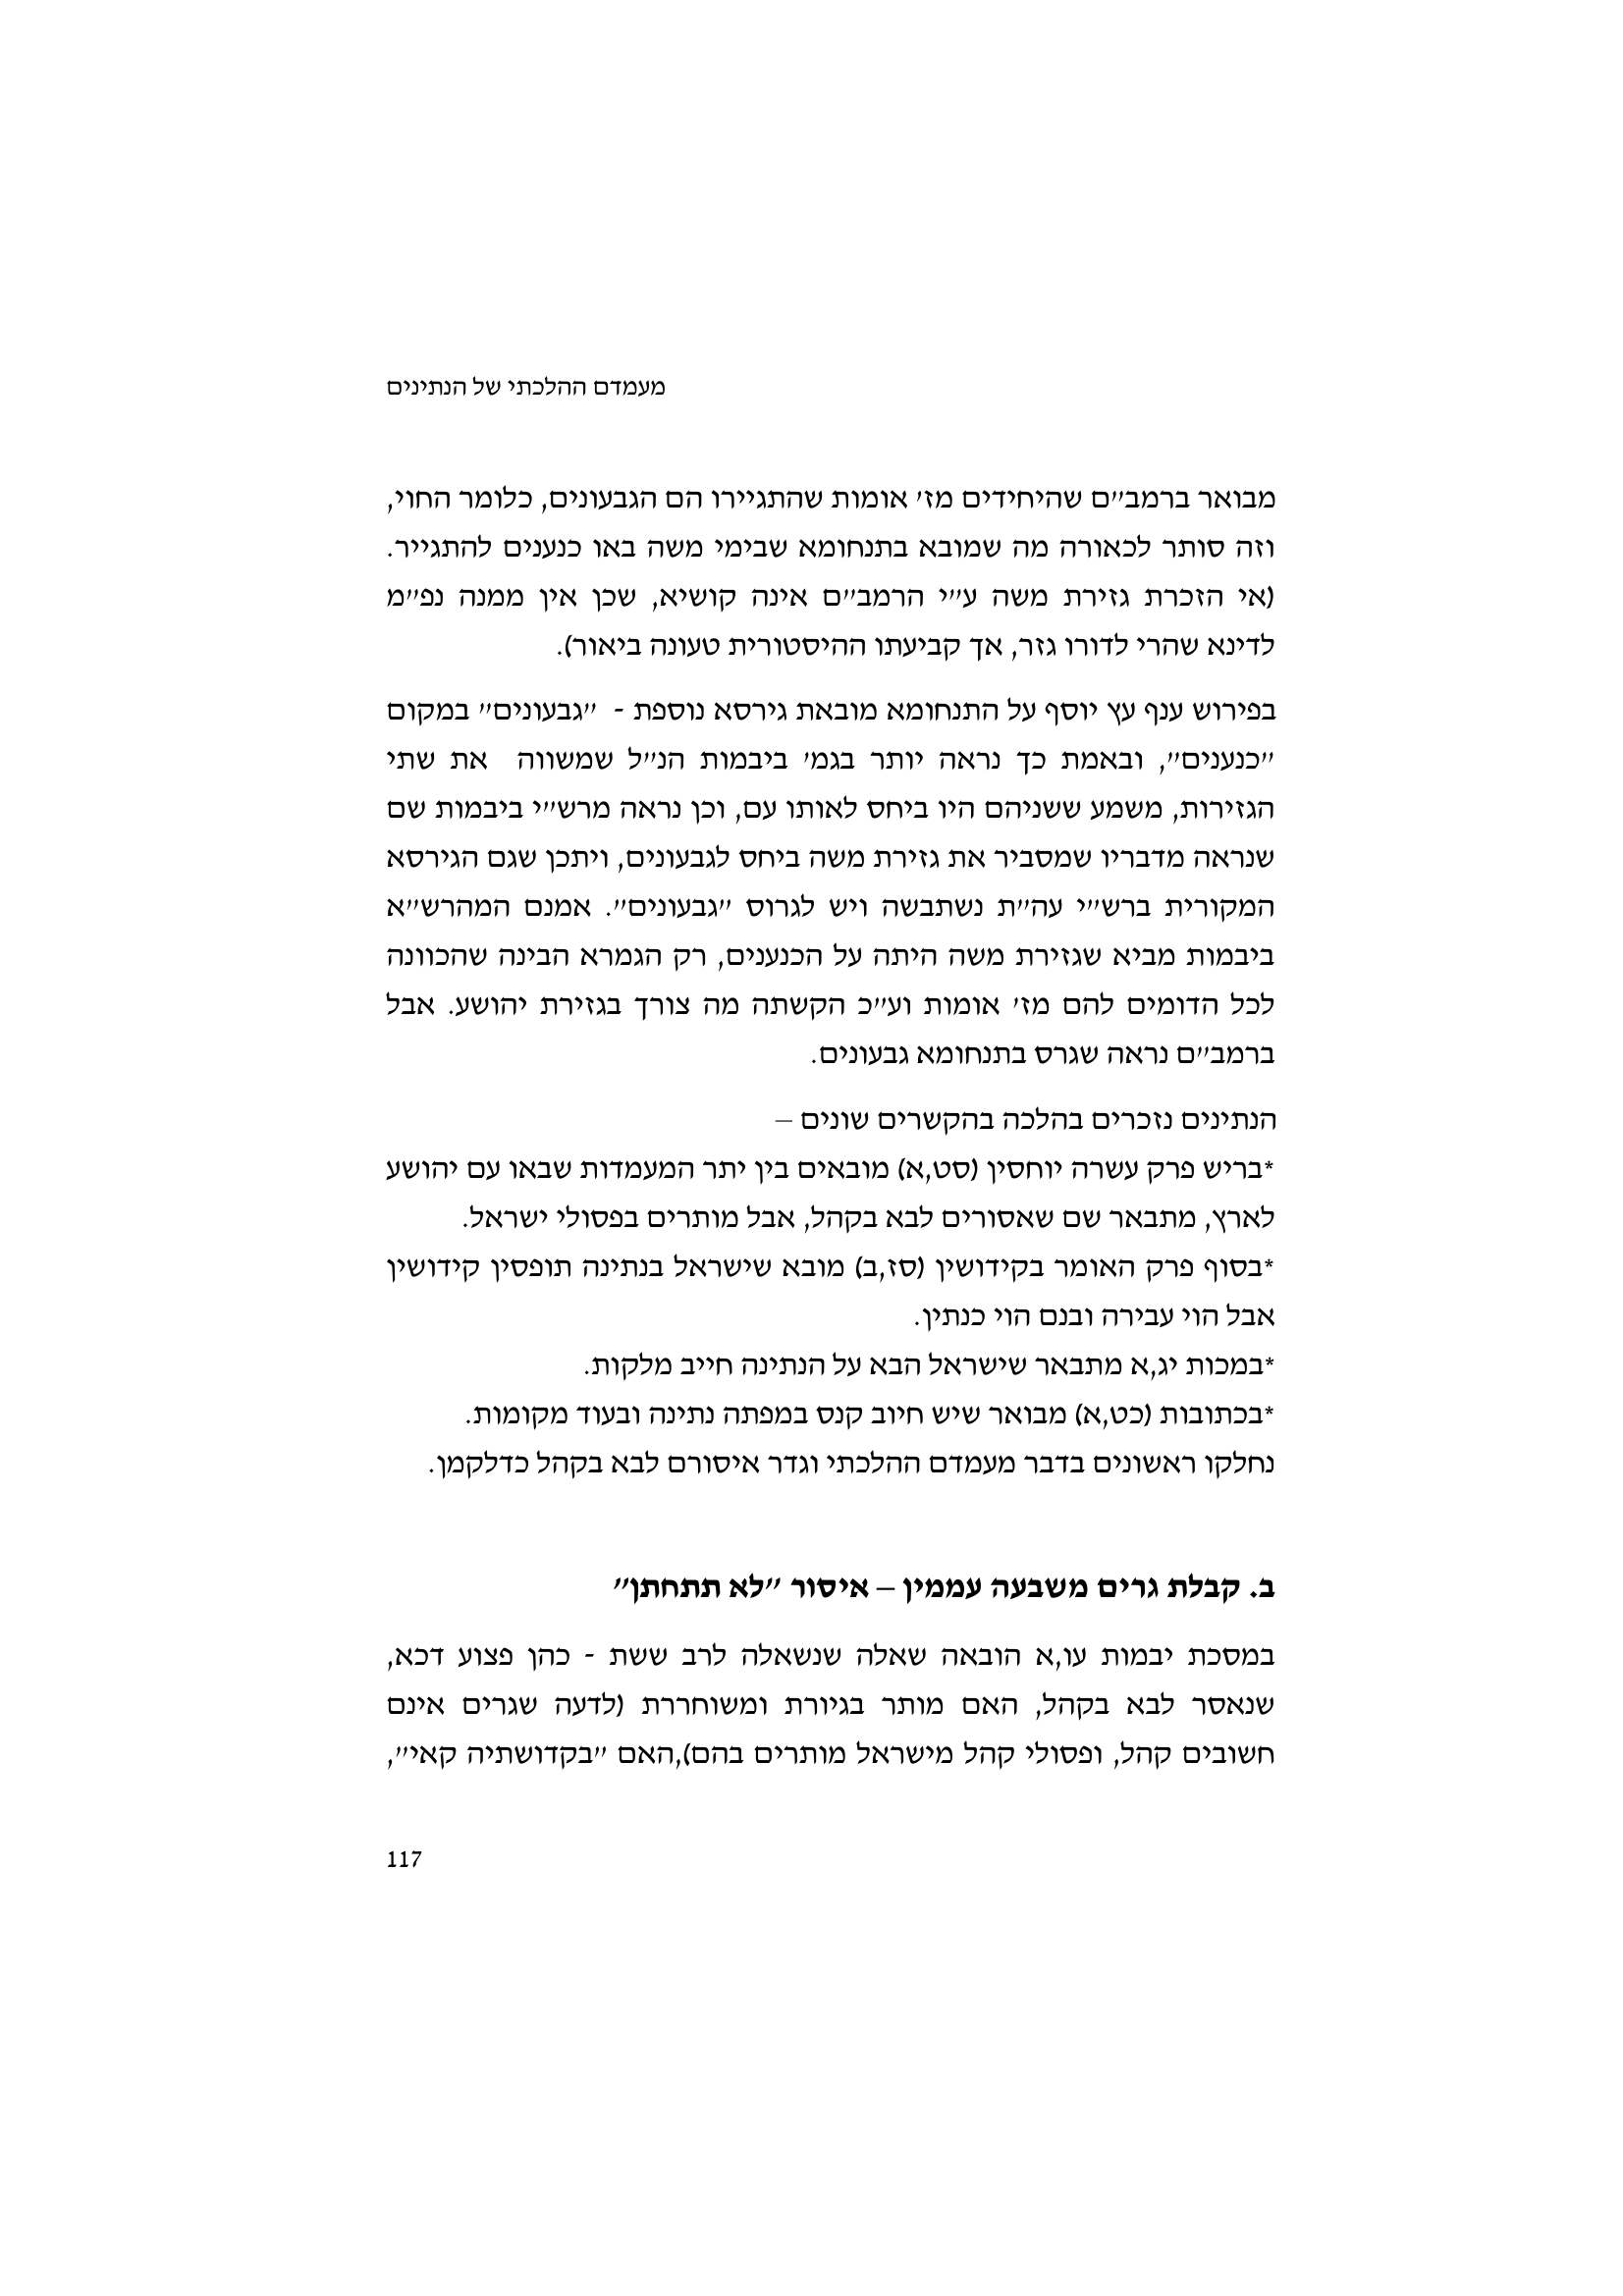 מעמדם ההלכתי של הנתינים
מבואר ברמב"ם שהיחידים מז' אומות שהתגיירו הם הגבעונים, כלומר החוי,
וזה סותר לכאורה מה שמובא בתנחומא שבימי משה באו כנענים להתגייר.
(אי הזכרת גזירת משה ע"י הרמב"ם אינה קושיא, שכן אין ממנה נפ"מ
לדינא שהרי לדורו גזר, אך קביעתו ההיסטורית טעונה ביאור).
בפירוש ענף עץ יוסף על התנחומא מובאת גירסא נוספת - "גבעונים" במקום
"כנענים", ובאמת כך נראה יותר בגמ' ביבמות הנ"ל שמשווה את שתי
הגזירות, משמע ששניהם היו ביחס לאותו עם, וכן נראה מרש"י ביבמות שם
שנראה מדבריו שמסביר את גזירת משה ביחס לגבעונים, ויתכן שגם הגירסא
המקורית ברש"י עה"ת נשתבשה ויש לגרוס "גבעונים". אמנם המהרש"א
ביבמות מביא שגזירת משה היתה על הכנענים, רק הגמרא הבינה שהכוונה
לכל הדומים להם מז' אומות וע"כ הקשתה מה צורך בגזירת יהושע. אבל
ברמב"ם נראה שגרס בתנחומא גבעונים.
הנתינים נזכרים בהלכה בהקשרים שונים –
*בריש פרק עשרה יוחסין (סט,א) מובאים בין יתר המעמדות שבאו עם יהושע
לארץ, מתבאר שם שאסורים לבא בקהל, אבל מותרים בפסולי ישראל.
*בסוף פרק האומר בקידושין (סז,ב) מובא שישראל בנתינה תופסין קידושין
אבל הוי עבירה ובנם הוי כנתין.
*במכות יג,א מתבאר שישראל הבא על הנתינה חייב מלקות.
*בכתובות (כט,א) מבואר שיש חיוב קנס במפתה נתינה ובעוד מקומות.
נחלקו ראשונים בדבר מעמדם ההלכתי וגדר איסורם לבא בקהל כדלקמן.
ב. קבלת גרים משבעה עממין – איסור "לא תתחתן"
במסכת יבמות עו,א הובאה שאלה שנשאלה לרב ששת - כהן פצוע דכא,
שנאסר לבא בקהל, האם מותר בגיורת ומשוחררת (לדעה שגרים אינם
חשובים קהל, ופסולי קהל מישראל מותרים בהם),האם "בקדושתיה קאי",
117